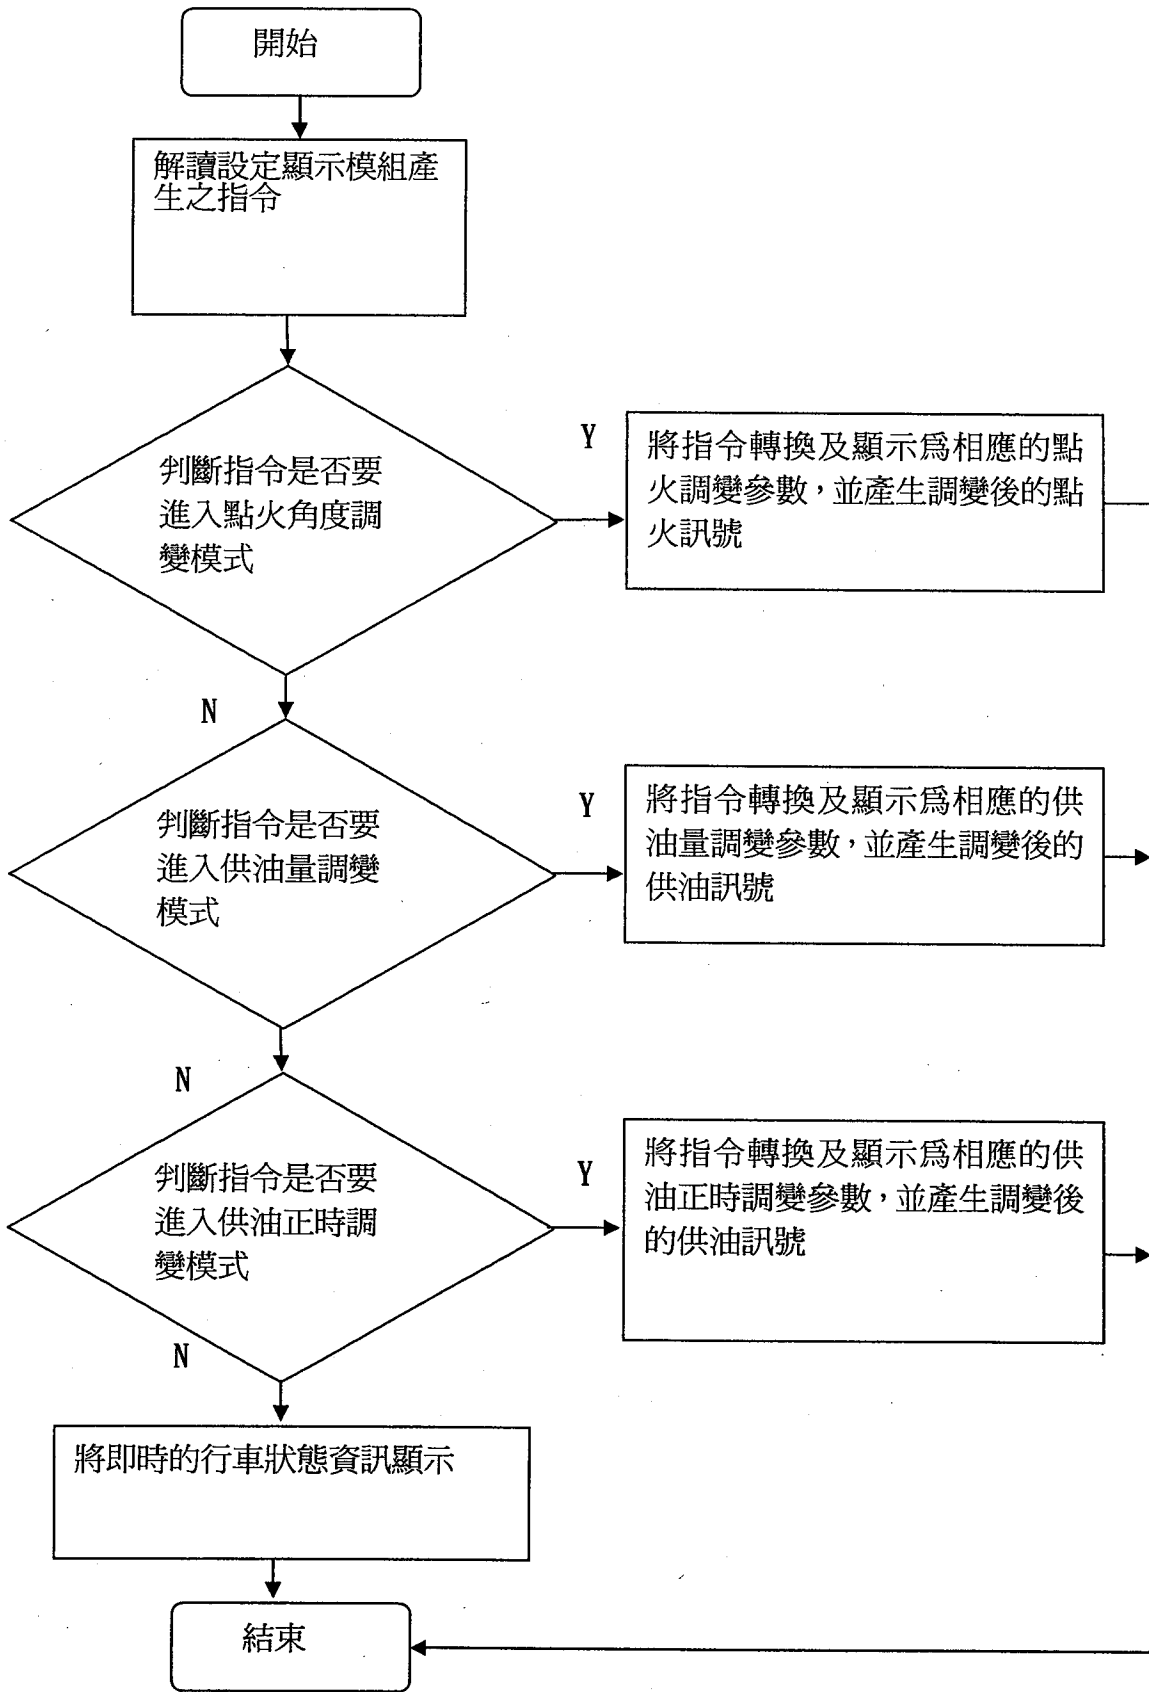 開始
解讀設定顯示模組產
生之指令
判斷指令是否要
進入點火角度調
變模式
Y
將指令轉換及顯示為相應的點
火調變參數，並產生調變後的點
火訊號
N
判斷指令是否要
進入供油量調變
模式
Y
將指令轉換及顯示為相應的供
油量調變參數，並產生調變後的
供油訊號
N
判斷指令是否要
進入供油正時調
變模式
Y
將指令轉換及顯示為相應的供
油正時調變參數，並產生調變後
的供油訊號
N
將即時的行車狀態資訊顯示
結束